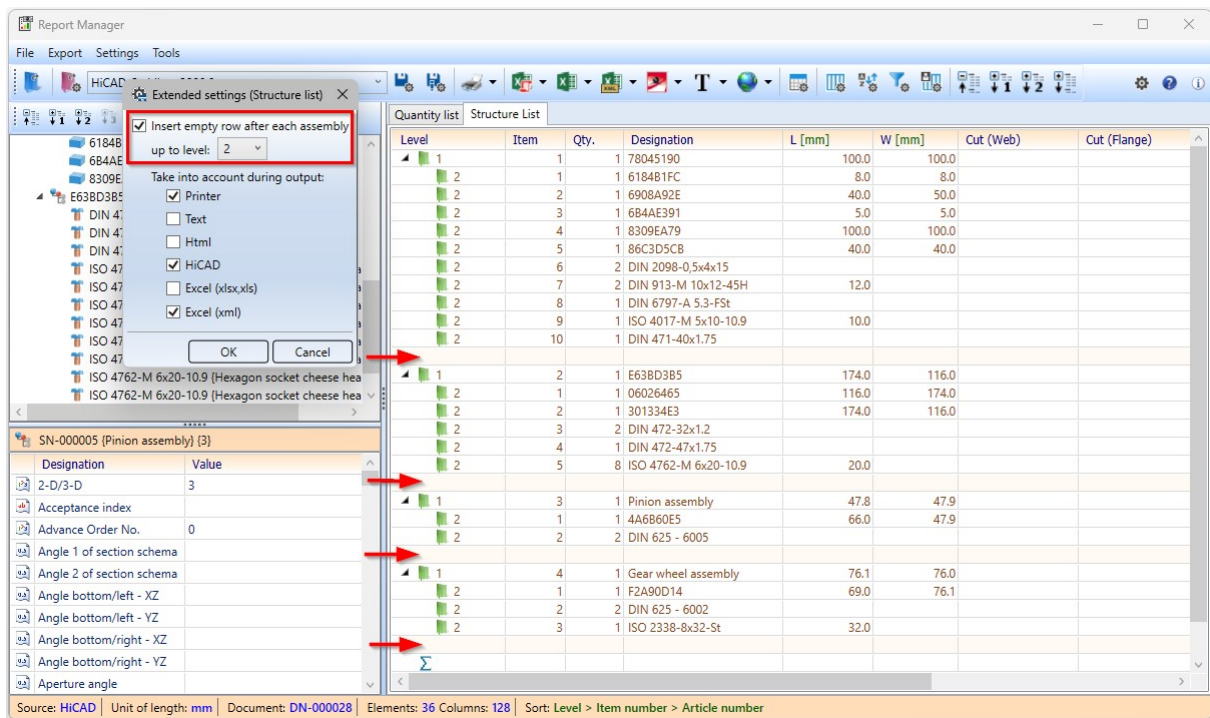 Report Manager
File Export Settings Tools
HiCAD
T
Extended settings (Structure list)
Insert empty row after each assembly
up to level: 2
Take into account during output:
Printer
Text
Html
HiCAD
Excel (xlsx,xls)
Excel (xml)
OK Cancel
6184B
6B4AE
8309E
E63BD3B5
DIN 47
DIN 47
DIN 47
ISO 47
ISO 47
ISO 47
ISO 47
ISO 47
ISO 47
ISO 4762-M 6x20-10.9 {Hexagon socket cheese hea
ISO 4762-M 6x20-10.9 {Hexagon socket cheese hea
SN-000005 {Pinion assembly} {3}
Designation Value
2-D/3-D 3
Acceptance index
Advance Order No. 0
Angle 1 of section schema
Angle 2 of section schema
Angle bottom/left - XZ
Angle bottom/left - YZ
Angle bottom/right - XZ
Angle bottom/right - YZ
Aperture angle
Quantity list Structure List
Level Item Qty. Designation L [mm] W [mm] Cut (Web) Cut (Flange)
1 1 1 78045190 100.0 100.0
2 1 1 6184B1FC 8.0 8.0
2 2 1 6908A92E 40.0 50.0
2 3 1 6B4AE391 5.0 5.0
2 4 1 8309EA79 100.0 100.0
2 5 1 86C3D5CB 40.0 40.0
2 6 2 DIN 2098-0,5x4x15
2 7 2 DIN 913-M 10x12-45H 12.0
2 8 1 DIN 6797-A 5.3-FSt
2 9 1 ISO 4017-M 5x10-10.9 10.0
2 10 1 DIN 471-40x1.75
1 2 1 E63BD3B5 174.0 116.0
2 1 1 06026465 116.0 174.0
2 2 1 301334E3 174.0 116.0
2 3 2 DIN 472-32x1.2
2 4 1 DIN 472-47x1.75
2 5 8 ISO 4762-M 6x20-10.9 20.0
1 3 1 Pinion assembly 47.8 47.9
2 1 1 4A6B60E5 66.0 47.9
2 2 2 DIN 625 - 6005
1 4 1 Gear wheel assembly 76.1 76.0
2 1 1 F2A90D14 69.0 76.1
2 2 2 DIN 625 - 6002
2 3 1 ISO 2338-8x32-St 32.0
Σ
Source: HiCAD Unit of length: mm Document: DN-000028 Elements: 36 Columns: 128 Sort: Level > Item number > Article number